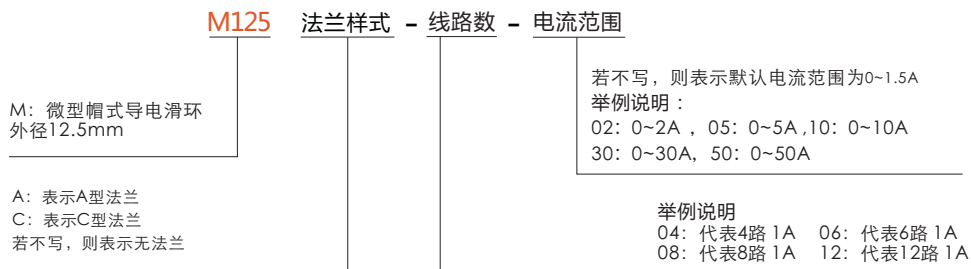 M125 法兰样式 - 线路数 - 电流范围
若不写，则表示默认电流范围为0~1.5A
举例说明：
02：0~2A ，05：0~5A ,10：0~10A
30：0~30A，50：0~50A
M：微型帽式导电滑环
外径12.5mm
A：表示A型法兰
C：表示C型法兰
若不写，则表示无法兰
举例说明
04：代表4路 1A 06：代表6路 1A
08：代表8路 1A 12：代表12路 1A